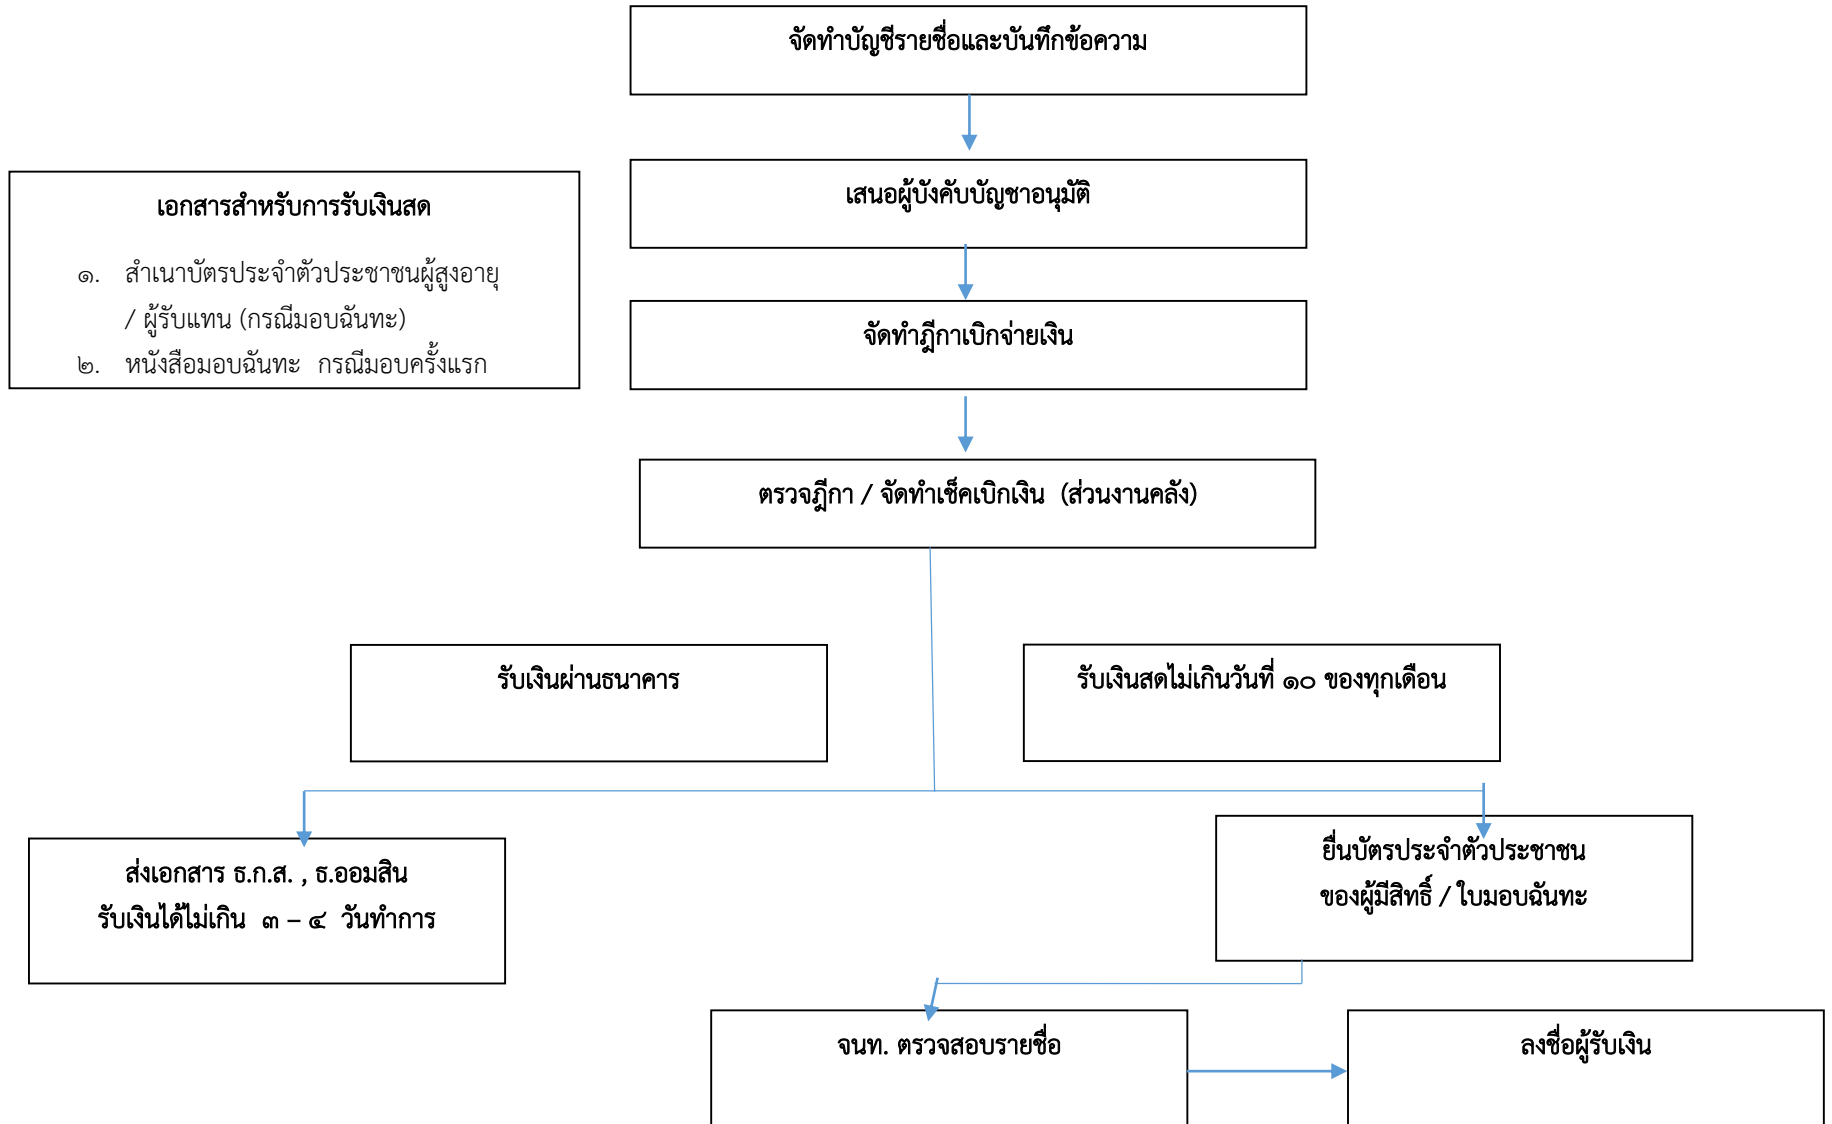 จัดทำบัญชีรายชื่อและบันทึกข้อความ
เสนอผู้บังคับบัญชาอนุมัติ
เอกสารสำหรับการรับเงินสด
๑. สำเนาบัตรประจำตัวประชาชนผู้สูงอายุ
/ ผู้รับแทน (กรณีมอบฉันทะ)
๒. หนังสือมอบฉันทะ กรณีมอบครั้งแรก
จัดทำฎีกาเบิกจ่ายเงิน
ตรวจฎีกา / จัดทำเช็คเบิกเงิน (ส่วนงานคลัง)
รับเงินผ่านธนาคาร
รับเงินสดไม่เกินวันที่ ๑๐ ของทุกเดือน
ส่งเอกสาร ธ.ก.ส. , ธ.ออมสิน
รับเงินได้ไม่เกิน ๓ – ๔ วันทำการ
ยื่นบัตรประจำตัวประชาชน
ของผู้มีสิทธิ์ / ใบมอบฉันทะ
จนท. ตรวจสอบรายชื่อ
ลงชื่อผู้รับเงิน